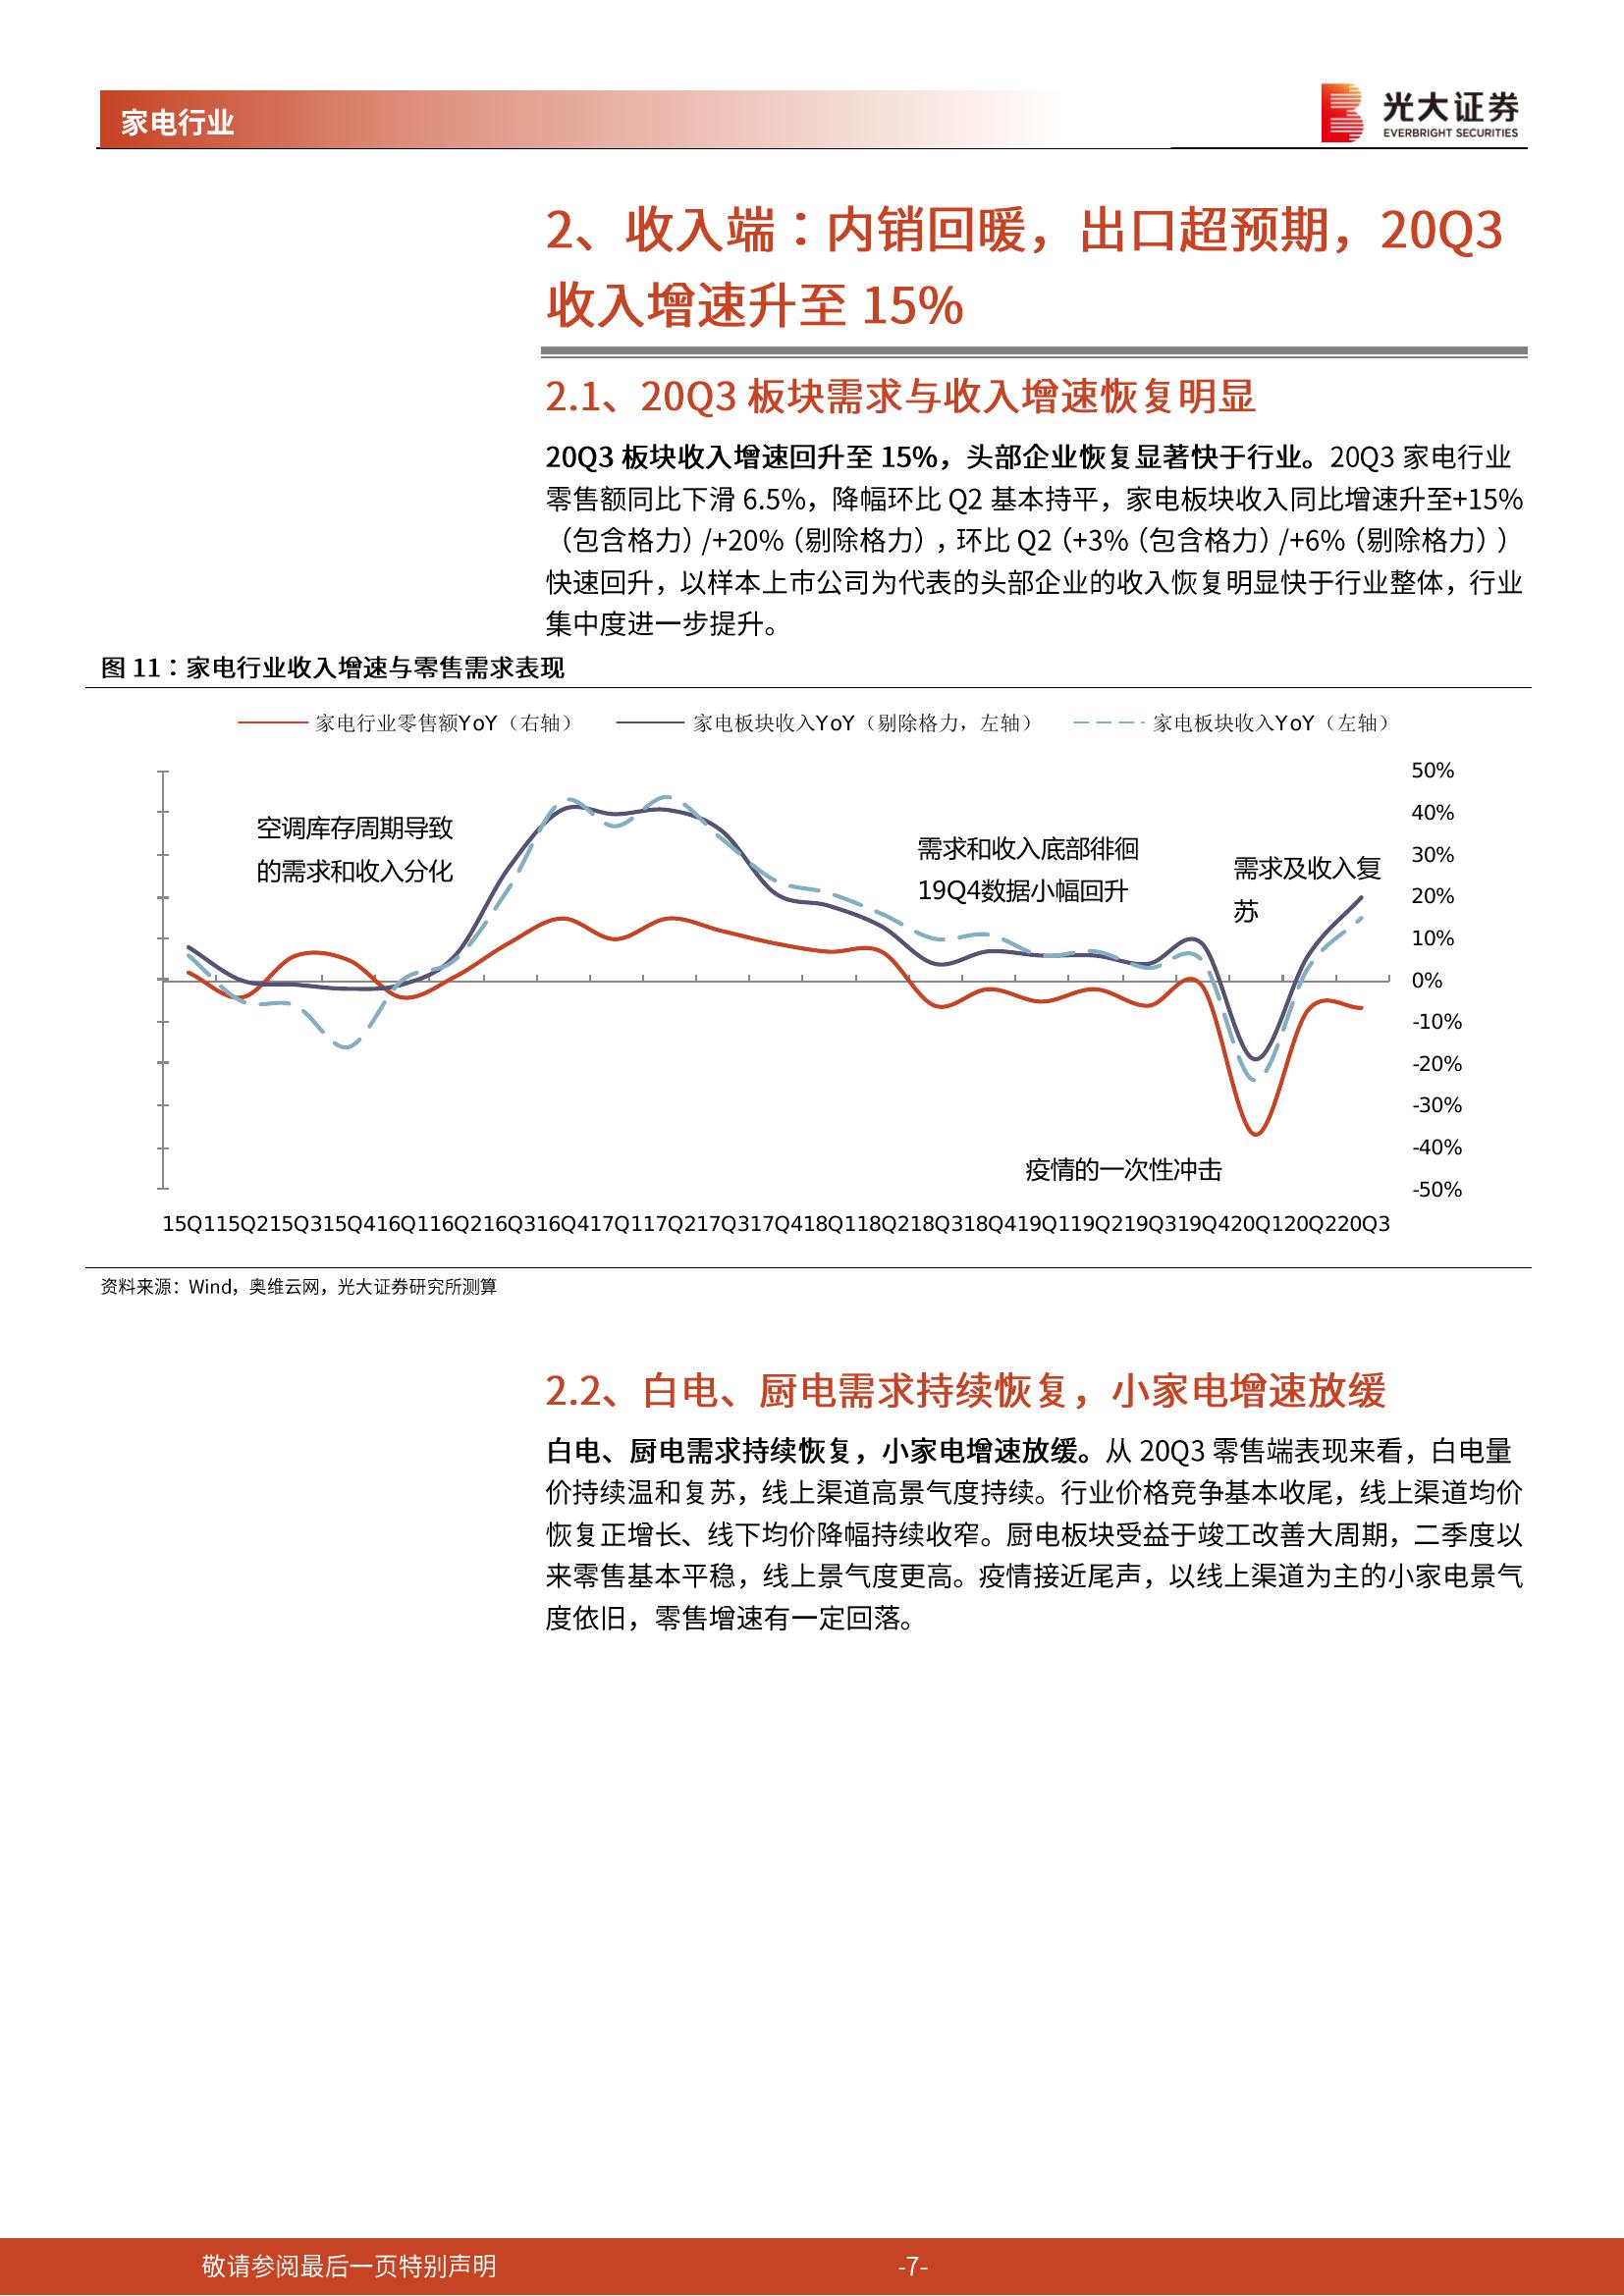 家电行业
光大证券
EVERBRIGHT SECURITIES
2、收入端：内销回暖，出口超预期，20Q3
收入增速升至 15%
2.1、20Q3 板块需求与收入增速恢复明显
20Q3 板块收入增速回升至 15%，头部企业恢复显著快于行业。20Q3 家电行业
零售额同比下滑 6.5%，降幅环比 Q2 基本持平，家电板块收入同比增速升至+15%
（包含格力）/+20%（剔除格力），环比 Q2（+3%（包含格力）/+6%（剔除格力））
快速回升，以样本上市公司为代表的头部企业的收入恢复明显快于行业整体，行业
集中度进一步提升。
图 11：家电行业收入增速与零售需求表现
家电行业零售额YoY（右轴） 家电板块收入YoY（剔除格力，左轴） 家电板块收入YoY（左轴）
空调库存周期导致
的需求和收入分化
需求和收入底部徘徊
19Q4数据小幅回升
需求及收入复
苏
疫情的一次性冲击
50%
40%
30%
20%
10%
0%
-10%
-20%
-30%
-40%
-50%
15Q115Q215Q315Q416Q116Q216Q316Q417Q117Q217Q317Q418Q118Q218Q318Q419Q119Q219Q319Q420Q120Q220Q3
资料来源：Wind，奥维云网，光大证券研究所测算
2.2、白电、厨电需求持续恢复，小家电增速放缓
白电、厨电需求持续恢复，小家电增速放缓。从 20Q3 零售端表现来看，白电量
价持续温和复苏，线上渠道高景气度持续。行业价格竞争基本收尾，线上渠道均价
恢复正增长、线下均价降幅持续收窄。厨电板块受益于竣工改善大周期，二季度以
来零售基本平稳，线上景气度更高。疫情接近尾声，以线上渠道为主的小家电景气
度依旧，零售增速有一定回落。
敬请参阅最后一页特别声明
-7-